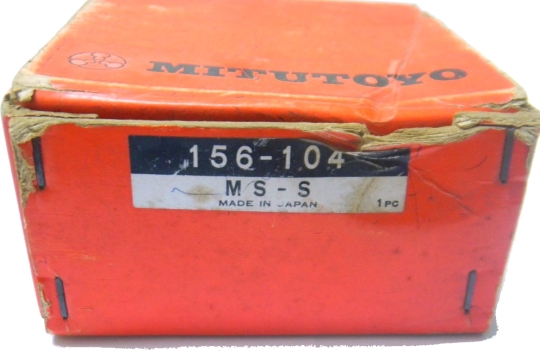 MITUTOYO
156-104
MS-S
MADE IN JAPAN 1PC